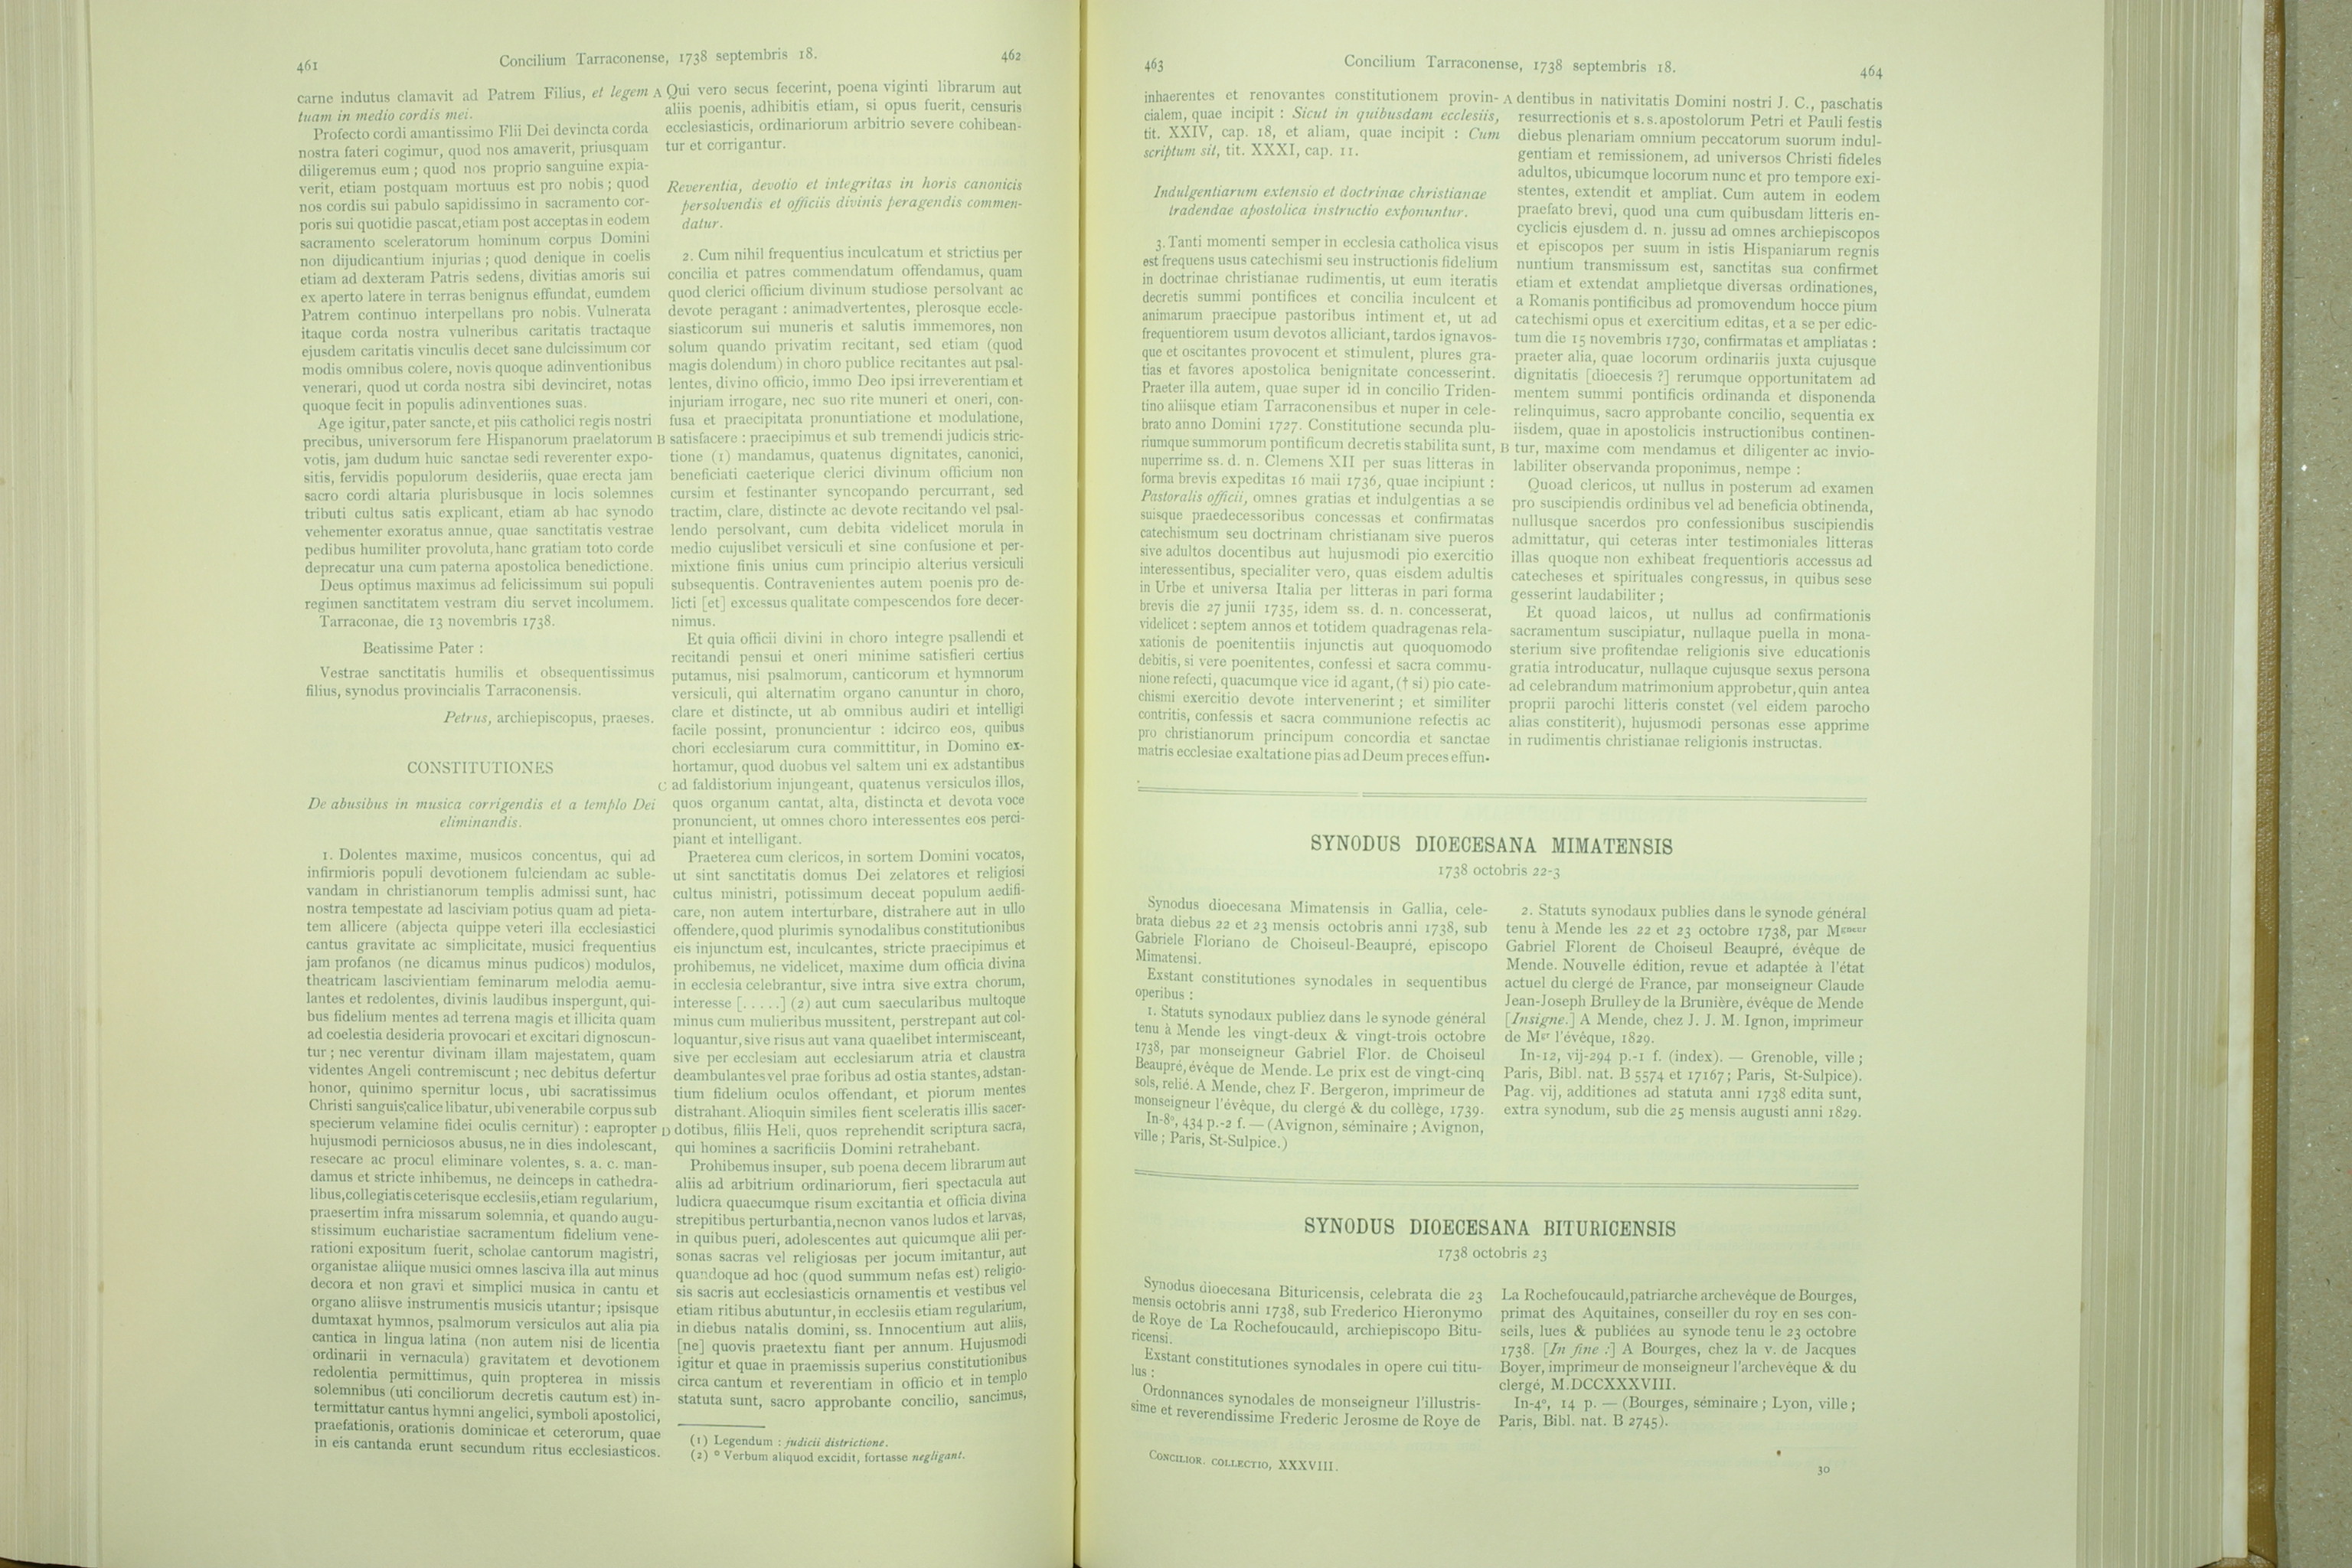 461
Concilium Tarraconense, 1738 septembris 18.
462
carne indutus clamavit ad Patrem Filius, et legem
tuam in medio cordis mei.
Profecto cordi amantissimo Flii Dei devincta corda
nostra fateri cogimur, quod nos amaverit, priusquam
diligeremus eum ; quod nos proprio sanguine expia-
verit, etiam postquam mortuus est pro nobis ; quod
nos cordis sui pabulo sapidissimo in sacramento cor-
poris sui quotidie pascat, etiam post acceptas in eodem
sacramento sceleratorum hominum corpus Domini
non dijudicantium injurias ; quod denique in coelis
etiam ad dexteram Patris sedens, divitias amoris sui
ex aperto latere in terras benignus effundat, eumdem
Patrem continuo interpellans pro nobis. Vulnerata
itaque corda nostra vulneribus caritatis tractaque
ejusdem caritatis vinculis decet sane dulcissimum cor
modis omnibus colere, novis quoque adinventionibus
venerari, quod ut corda nostra sibi devinciret, notas
quoque fecit in populis adinventiones suas.
Age igitur, pater sancte, et piis catholici regis nostri
precibus, universorum fere Hispanorum praelatorum
votis, jam dudum huic sanctae sedi reverenter expo-
sitis, fervidis populorum desideriis, quae erecta jam
sacro cordi altaria plurisbusque in locis solemnes
tributi cultus satis explicant, etiam ab hac synodo
vehementer exoratus annue, quae sanctitatis vestrae
pedibus humiliter provoluta, hanc gratiam toto corde
deprecatur una cum paterna apostolica benedictione.
Deus optimus maximus ad felicissimum sui populi
regimen sanctitatem vestram diu servet incolumem.
Tarraconae, die 13 novembris 1738.
Beatissime Pater :
Vestrae sanctitatis humilis et obsequentissimus
filius, synodus provincialis Tarraconensis.
Petrus, archiepiscopus, praeses.
CONSTITUTIONES
De abusibus in musica corrigendis et a templo Dei
eliminandis.
1. Dolentes maxime, musicos concentus, qui ad
infirmioris populi devotionem fulciendam ac suble-
vandam in christianorum templis admissi sunt, hac
nostra tempestate ad lasciviam potius quam ad pieta-
tem allicere (abjecta quippe veteri illa ecclesiastici
cantus gravitate ac simplicitate, musici frequentius
jam profanos (ne dicamus minus pudicos) modulos,
theatricam lascivientiam feminarum melodia aemu-
lantes et redolentes, divinis laudibus inspergunt, qui-
bus fidelium mentes ad terrena magis et illicita quam
ad coelestia desideria provocari et excitari dignoscun-
tur ; nec verentur divinam illam majestatem, quam
videntes Angeli contremiscunt ; nec debitus defertur
honor, quinimo spernitur locus, ubi sacratissimus
Christi sanguis calice libatur, ubi venerabile corpus sub
specierum velamine fidei oculis cernitur) : eapropter
hujusmodi perniciosos abusus, ne in dies indolescant,
resecare ac procul eliminare volentes, s. a. c. man-
damus et stricte inhibemus, ne deinceps in cathedra-
libus, collegiatis ceterisque ecclesiis, etiam regularium,
praesertim infra missarum solemnia, et quando augu-
stissimum eucharistiae sacramentum fidelium vene-
rationi expositum fuerit, scholae cantorum magistri,
organistae aliique musici omnes lasciva illa aut minus
decora et non gravi et simplici musica in cantu et
organo aliisve instrumentis musicis utantur ; ipsisque
dumtaxat hymnos, psalmorum versiculos aut alia pia
cantica in lingua latina (non autem nisi de licentia
ordinarii in vernacula) gravitatem et devotionem
redolentia permittimus, quin propterea in missis
solemnibus (uti conciliorum decretis cautum est) in-
termittatur cantus hymni angelici, symboli apostolici,
praefationis, orationis dominicae et ceterorum, quae
in eis cantanda erunt secundum ritus ecclesiasticos.
A
B
C
D
Qui vero secus fecerint, poena viginti librarum aut
aliis poenis, adhibitis etiam, si opus fuerit, censuris
ecclesiasticis, ordinariorum arbitrio severe cohibean-
tur et corrigantur.
Reverentia, devotio et integritas in horis canonicis
persolvendis et officiis divinis peragendis commen-
datur.
2. Cum nihil frequentius inculcatum et strictius per
concilia et patres commendatum offendamus, quam
quod clerici officium divinum studiose persolvant ac
devote peragant : animadvertentes, plerosque eccle-
siasticorum sui muneris et salutis immemores, non
solum quando privatim recitant, sed etiam (quod
magis dolendum) in choro publice recitantes aut psal-
lentes, divino officio, immo Deo ipsi irreverentiam et
injuriam irrogare, nec suo rite muneri et oneri, con-
fusa et praecipitata pronuntiatione et modulatione,
satisfacere : praecipimus et sub tremendi judicis stric-
tione (1) mandamus, quatenus dignitates, canonici,
beneficiati caeterique clerici divinum officium non
cursim et festinanter syncopando percurrant, sed
tractim, clare, distincte ac devote recitando vel psal-
lendo persolvant, cum debita videlicet morula in
medio cujuslibet versiculi et sine confusione et per-
mixtione finis unius cum principio alterius versiculi
subsequentis. Contravenientes autem poenis pro de-
licti [et] excessus qualitate compescendos fore decer-
nimus.
Et quia officii divini in choro integre psallendi et
recitandi pensui et oneri minime satisfieri certius
putamus, nisi psalmorum, canticorum et hymnorum
versiculi, qui alternatim organo canuntur in choro,
clare et distincte, ut ab omnibus audiri et intelligi
facile possint, pronuncientur : idcirco eos, quibus
chori ecclesiarum cura committitur, in Domino ex-
hortamur, quod duobus vel saltem uni ex adstantibus
ad faldistorium injungeant, quatenus versiculos illos,
quos organum cantat, alta, distincta et devota voce
pronuncient, ut omnes choro interessentes eos perci-
piant et intelligant.
Praeterea cum clericos, in sortem Domini vocatos,
ut sint sanctitatis domus Dei zelatores et religiosi
cultus ministri, potissimum deceat populum aedifi-
care, non autem interturbare, distrahere aut in ullo
offendere, quod plurimis synodalibus constitutionibus
eis injunctum est, inculcantes, stricte praecipimus et
prohibemus, ne videlicet, maxime dum officia divina
in ecclesia celebrantur, sive intra sive extra chorum,
interesse [. . . . .] (2) aut cum saecularibus multoque
minus cum mulieribus mussitent, perstrepant aut col-
loquantur, sive risus aut vana quaelibet intermisceant,
sive per ecclesiam aut ecclesiarum atria et claustra
deambulantes vel prae foribus ad ostia stantes, adstan-
tium fidelium oculos offendant, et piorum mentes
distrahant. Alioquin similes fient sceleratis illis sacer-
dotibus, filiis Heli, quos reprehendit scriptura sacra,
qui homines a sacrificiis Domini retrahebant.
Prohibemus insuper, sub poena decem librarum aut
aliis ad arbitrium ordinariorum, fieri spectacula aut
ludicra quaecumque risum excitantia et officia divina
strepitibus perturbantia, necnon vanos ludos et larvas,
in quibus pueri, adolescentes aut quicumque alii per-
sonas sacras vel religiosas per jocum imitantur, aut
quandoque ad hoc (quod summum nefas est) religio-
sis sacris aut ecclesiasticis ornamentis et vestibus vel
etiam ritibus abutuntur, in ecclesiis etiam regularium,
in diebus natalis domini, ss. Innocentium aut aliis,
[ne] quovis praetextu fiant per annum. Hujusmodi
igitur et quae in praemissis superius constitutionibus
circa cantum et reverentiam in officio et in templo
statuta sunt, sacro approbante concilio, sancimus,
(1) Legendum : judicii districtione.
(2) ° Verbum aliquod excidit, fortasse negligant.
463
Concilium Tarraconense, 1738 septembris 18.
464
inhaerentes et renovantes constitutionem provin-
cialem, quae incipit : Sicut in quibusdam ecclesiis,
tit. XXIV, cap. 18, et aliam, quae incipit : Cum
scriptum sit, tit. XXXI, cap. 11.
Indulgentiarum extensio et doctrinae christianae
tradendae apostolica instructio exponuntur.
3. Tanti momenti semper in ecclesia catholica visus
est frequens usus catechismi seu instructionis fidelium
in doctrinae christianae rudimentis, ut eum iteratis
decretis summi pontifices et concilia inculcent et
animarum praecipue pastoribus intiment et, ut ad
frequentiorem usum devotos alliciant, tardos ignavos-
que et oscitantes provocent et stimulent, plures gra-
tias et favores apostolica benignitate concesserint.
Praeter illa autem, quae super id in concilio Triden-
tino aliisque etiam Tarraconensibus et nuper in cele-
brato anno Domini 1727. Constitutione secunda plu-
riumque summorum pontificum decretis stabilita sunt,
nuperrime ss. d. n. Clemens XII per suas litteras in
forma brevis expeditas 16 maii 1736, quae incipiunt :
Pastoralis officii, omnes gratias et indulgentias a se
suisque praedecessoribus concessas et confirmatas
catechismum seu doctrinam christianam sive pueros
sive adultos docentibus aut hujusmodi pio exercitio
interessentibus, specialiter vero, quas eisdem adultis
in Urbe et universa Italia per litteras in pari forma
brevis die 27 junii 1735, idem ss. d. n. concesserat,
videlicet : septem annos et totidem quadragenas rela-
xationis de poenitentiis injunctis aut quoquomodo
debitis, si vere poenitentes, confessi et sacra commu-
nione refecti, quacumque vice id agant, († si) pio cate-
chismi exercitio devote intervenerint ; et similiter
contritis, confessis et sacra communione refectis ac
pro christianorum principum concordia et sanctae
matris ecclesiae exaltatione pias ad Deum preces effun-
A
B
dentibus in nativitatis Domini nostri J. C., paschatis
resurrectionis et s. s. apostolorum Petri et Pauli festis
diebus plenariam omnium peccatorum suorum indul-
gentiam et remissionem, ad universos Christi fideles
adultos, ubicumque locorum nunc et pro tempore exi-
stentes, extendit et ampliat. Cum autem in eodem
praefato brevi, quod una cum quibusdam litteris en-
cyclicis ejusdem d. n. jussu ad omnes archiepiscopos
et episcopos per suum in istis Hispaniarum regnis
nuntium transmissum est, sanctitas sua confirmet
etiam et extendat amplietque diversas ordinationes,
a Romanis pontificibus ad promovendum hocce pium
catechismi opus et exercitium editas, et a se per edic-
tum die 15 novembris 1730, confirmatas et ampliatas :
praeter alia, quae locorum ordinariis juxta cujusque
dignitatis [dioecesis ?] rerumque opportunitatem ad
mentem summi pontificis ordinanda et disponenda
relinquimus, sacro approbante concilio, sequentia ex
iisdem, quae in apostolicis instructionibus continen-
tur, maxime com mendamus et diligenter ac invio-
labiliter observanda proponimus, nempe :
Quoad clericos, ut nullus in posterum ad examen
pro suscipiendis ordinibus vel ad beneficia obtinenda,
nullusque sacerdos pro confessionibus suscipiendis
admittatur, qui ceteras inter testimoniales litteras
illas quoque non exhibeat frequentioris accessus ad
catecheses et spirituales congressus, in quibus sese
gesserint laudabiliter ;
Et quoad laicos, ut nullus ad confirmationis
sacramentum suscipiatur, nullaque puella in mona-
sterium sive profitendae religionis sive educationis
gratia introducatur, nullaque cujusque sexus persona
ad celebrandum matrimonium approbetur, quin antea
proprii parochi litteris constet (vel eidem parocho
alias constiterit), hujusmodi personas esse apprime
in rudimentis christianae religionis instructas.
SYNODUS DIOECESANA MIMATENSIS
1738 octobris 22-3
Synodus dioecesana Mimatensis in Gallia, cele-
brata diebus 22 et 23 mensis octobris anni 1738, sub
Gabriele Floriano de Choiseul-Beaupré, episcopo
Mimatensi.
Exstant constitutiones synodales in sequentibus
operibus :
1. Statuts synodaux publiez dans le synode général
tenu à Mende les vingt-deux & vingt-trois octobre
1738, par monseigneur Gabriel Flor. de Choiseul
Beaupré, évêque de Mende. Le prix est de vingt-cinq
sols, relié. A Mende, chez F. Bergeron, imprimeur de
monseigneur l'évêque, du clergé & du collège, 1739.
In-8°, 434 p.-2 f. — (Avignon, séminaire ; Avignon,
ville ; Paris, St-Sulpice.)
2. Statuts synodaux publies dans le synode général
tenu à Mende les 22 et 23 octobre 1738, par Mgneur
Gabriel Florent de Choiseul Beaupré, évêque de
Mende. Nouvelle édition, revue et adaptée à l'état
actuel du clergé de France, par monseigneur Claude
Jean-Joseph Brulley de la Brunière, évêque de Mende
[Insigne.] A Mende, chez J. J. M. Ignon, imprimeur
de Mgr l'évêque, 1829.
In-12, vij-294 p.-1 f. (index). — Grenoble, ville ;
Paris, Bibl. nat. B 5574 et 17167 ; Paris, St-Sulpice).
Pag. vij, additiones ad statuta anni 1738 edita sunt,
extra synodum, sub die 25 mensis augusti anni 1829.
SYNODUS DIOECESANA BITURICENSIS
1738 octobris 23
Synodus dioecesana Bituricensis, celebrata die 23
mensis octobris anni 1738, sub Frederico Hieronymo
de Roye de La Rochefoucauld, archiepiscopo Bitu-
ricensi.
Exstant constitutiones synodales in opere cui titu-
lus :
Ordonnances synodales de monseigneur l'illustris-
sime et reverendissime Frederic Jerosme de Roye de
La Rochefoucauld, patriarche archevêque de Bourges,
primat des Aquitaines, conseiller du roy en ses con-
seils, lues & publiées au synode tenu le 23 octobre
1738. [In fine :] A Bourges, chez la v. de Jacques
Boyer, imprimeur de monseigneur l'archevêque & du
clergé, M.DCCXXXVIII.
In-4°, 14 p. — (Bourges, séminaire ; Lyon, ville ;
Paris, Bibl. nat. B 2745).
CONCILIOR. COLLECTIO, XXXVIII.
30